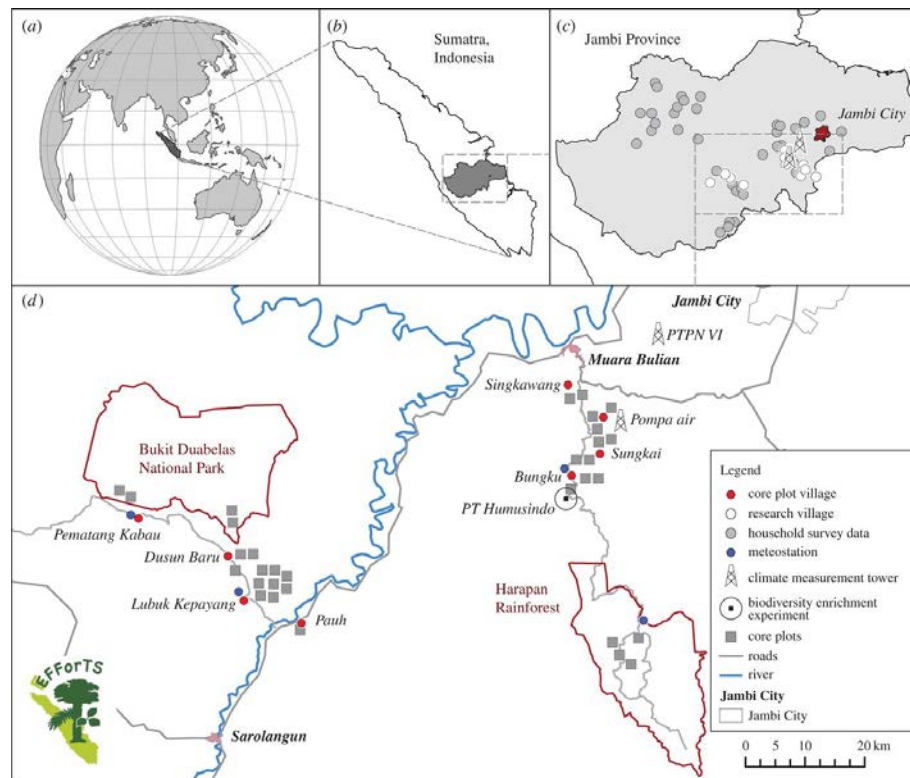 (a)
(b)
Sumatra,
Indonesia
(c)
Jambi Province
Jambi City
(d)
Jambi City
PTPN VI
Muara Bulian
Singkawang
Pompa air
Sungkai
Bungku
PT Humusindo
Bukit Duabelas
National Park
Pematang Kabau
Dusun Baru
Lubuk Kepayang
Pauh
Harapan
Rainforest
Sarolangun
EFForTS
Legend
core plot village
research village
household survey data
meteostation
climate measurement tower
biodiversity enrichment
experiment
core plots
roads
river
Jambi City
Jambi City
0 5 10 20 km